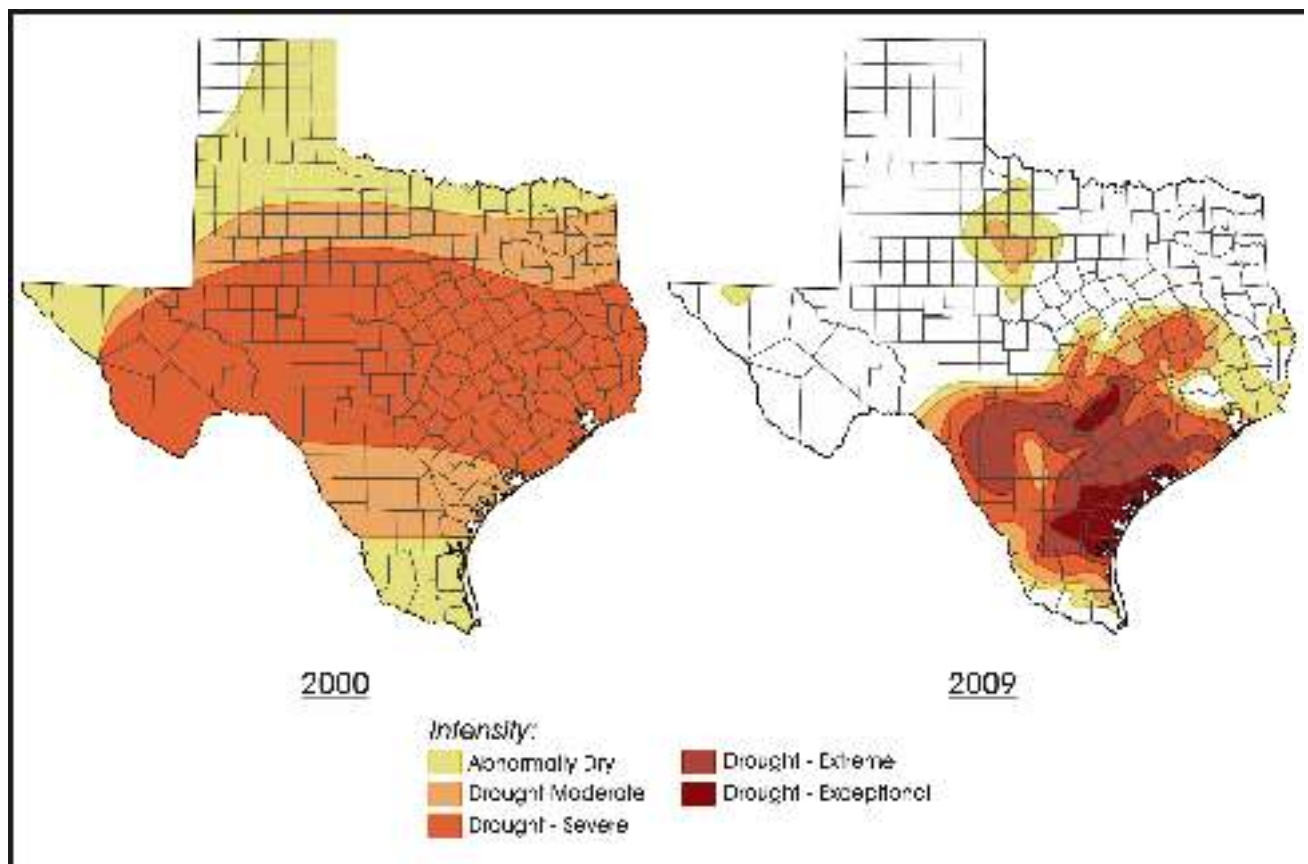 2000
2009
Intensity:
Abnormally Dry
Drought Moderate
Drought - Severe
Drought - Extreme
Drought - Exceptional